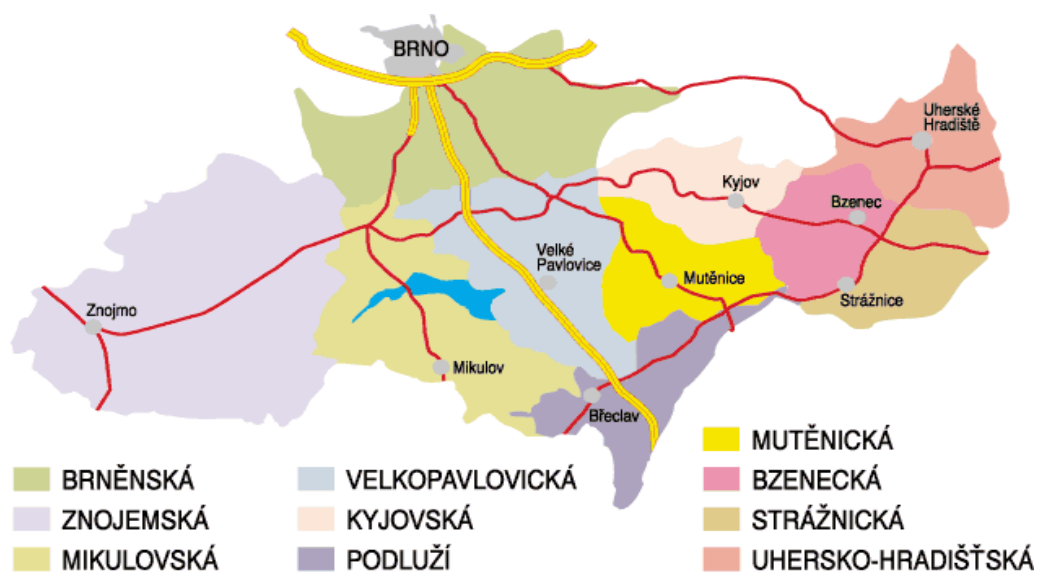 BRNO
Uherské
Hradiště
Kyjov
Bzenec
Velké
Pavlovice
Mutěnice
Strážnice
Znojmo
Mikulov
Břeclav
BRNĚNSKÁ
ZNOJEMSKÁ
MIKULOVSKÁ
VELKOPAVLOVICKÁ
KYJOVSKÁ
PODLUŽÍ
MUTĚNICKÁ
BZENECKÁ
STRÁŽNICKÁ
UHERSKO-HRADIŠŤSKÁ